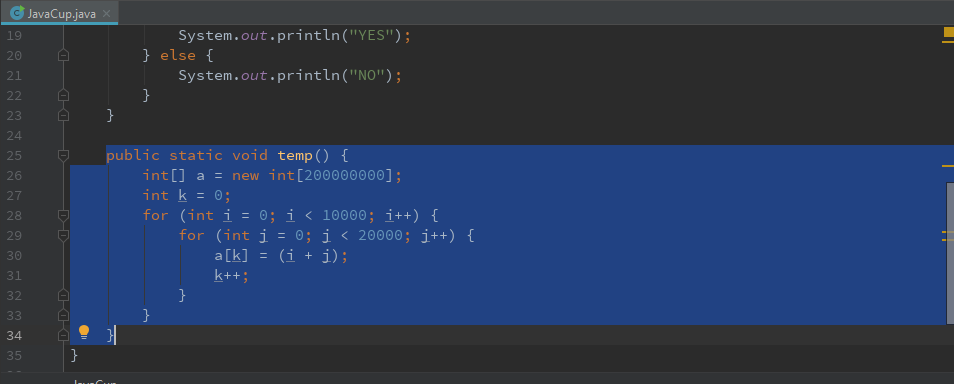 JavaCup.java
19 System.out.println("YES");
20 } else {
21 System.out.println("NO");
22 }
23 }
24
25 public static void temp() {
26 int[] a = new int[200000000];
27 int k = 0;
28 for (int i = 0; i < 10000; i++) {
29 for (int j = 0; j < 20000; j++) {
30 a[k] = (i + j);
31 k++;
32 }
33 }
34 }
35 }
JavaCup